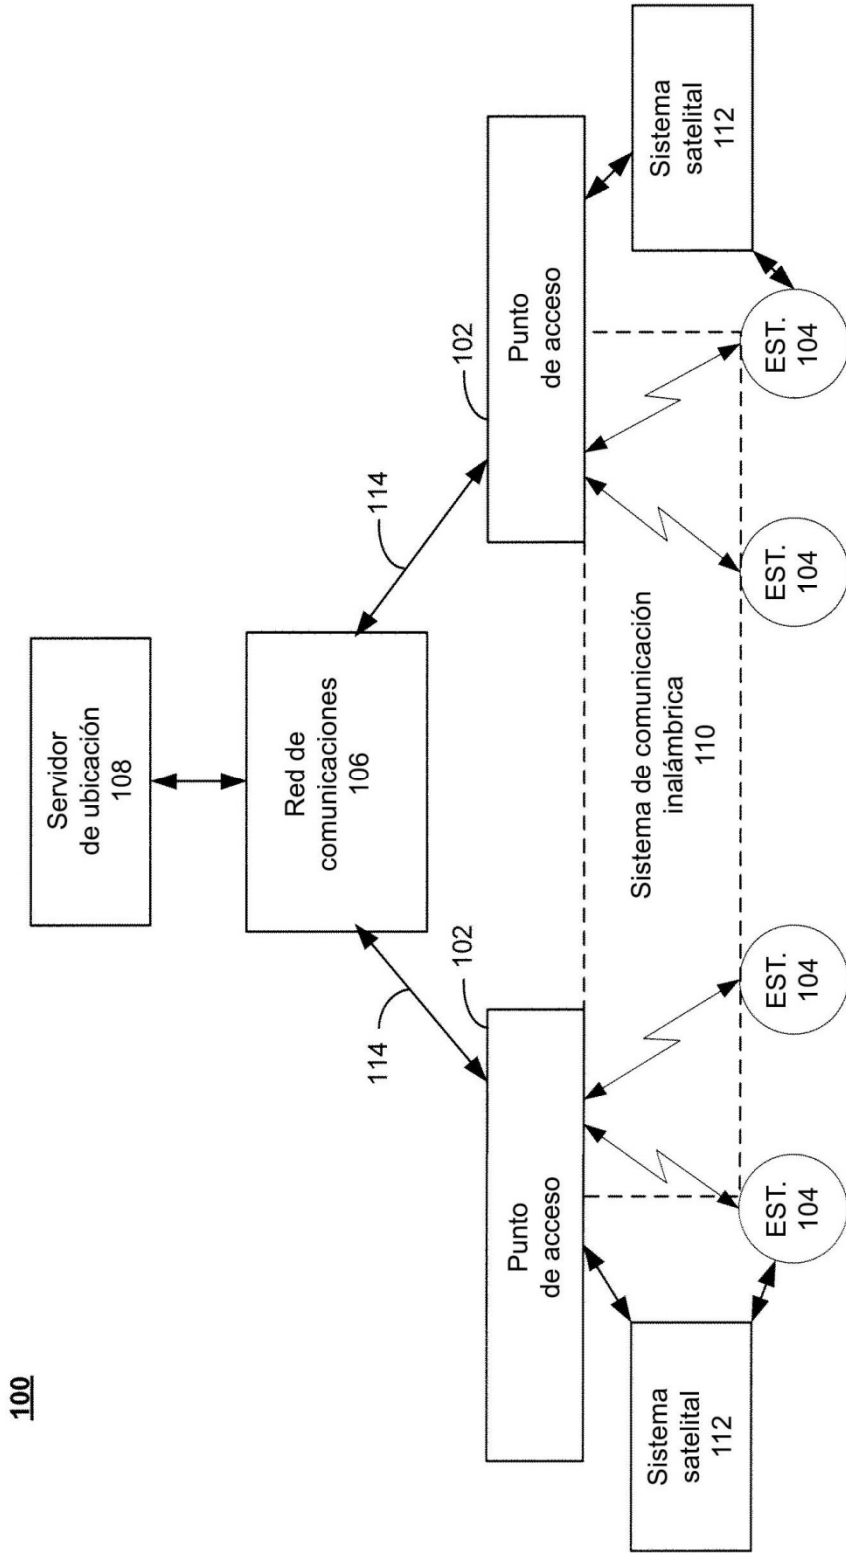 100
Servidor
de ubicación
108
Red de
comunicaciones
106
114
114
102
102
Punto
de acceso
Punto
de acceso
Sistema de comunicación
inalámbrica
110
Sistema
satelital
112
EST.
104
EST.
104
EST.
104
EST.
104
Sistema
satelital
112